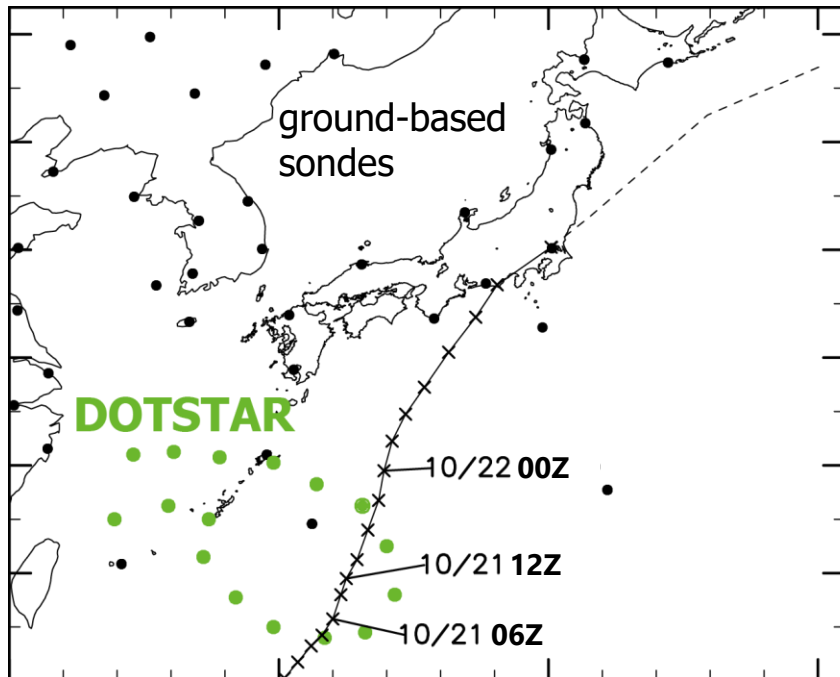 ground-based
sondes
DOTSTAR
10/22 00Z
10/21 12Z
10/21 06Z